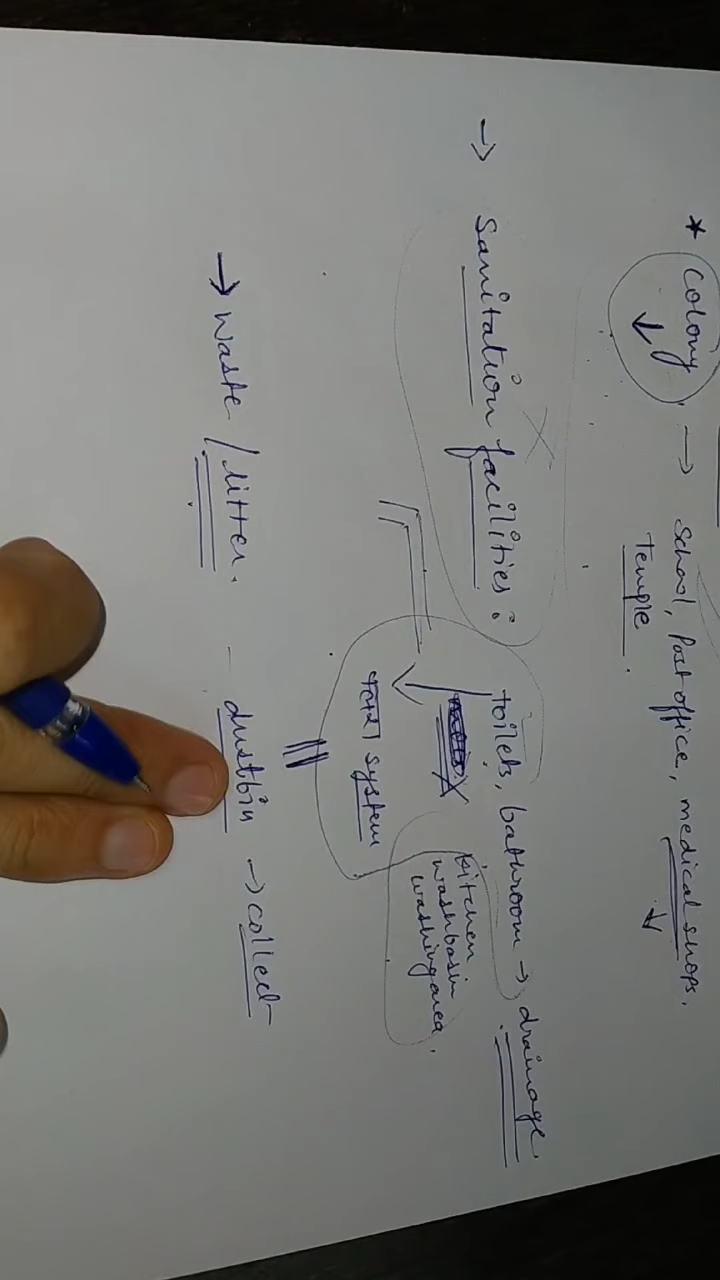 * Colony → School, Post office, medical shops,
↓ Temple. ↓
→ Sanitation facilities: toilets, bathroom → drainage.
Kitchen
washbasin
washing area,
system
→ Waste / litter. - dustbin → collect